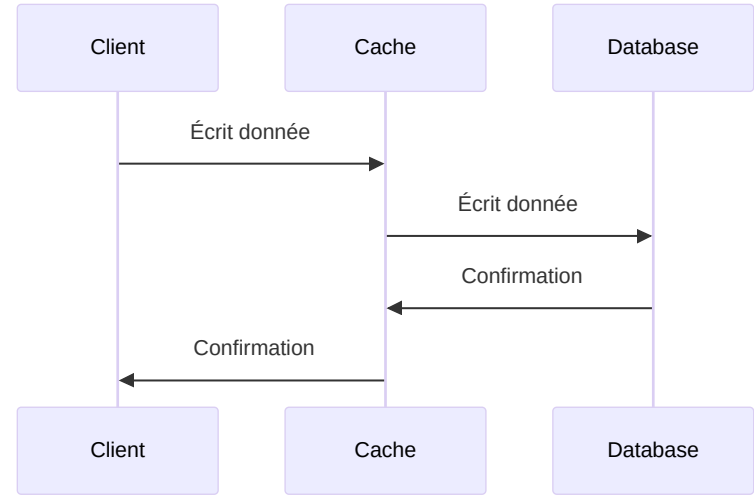 Client
Cache
Database
Écrit donnée
Écrit donnée
Confirmation
Confirmation
Client
Cache
Database